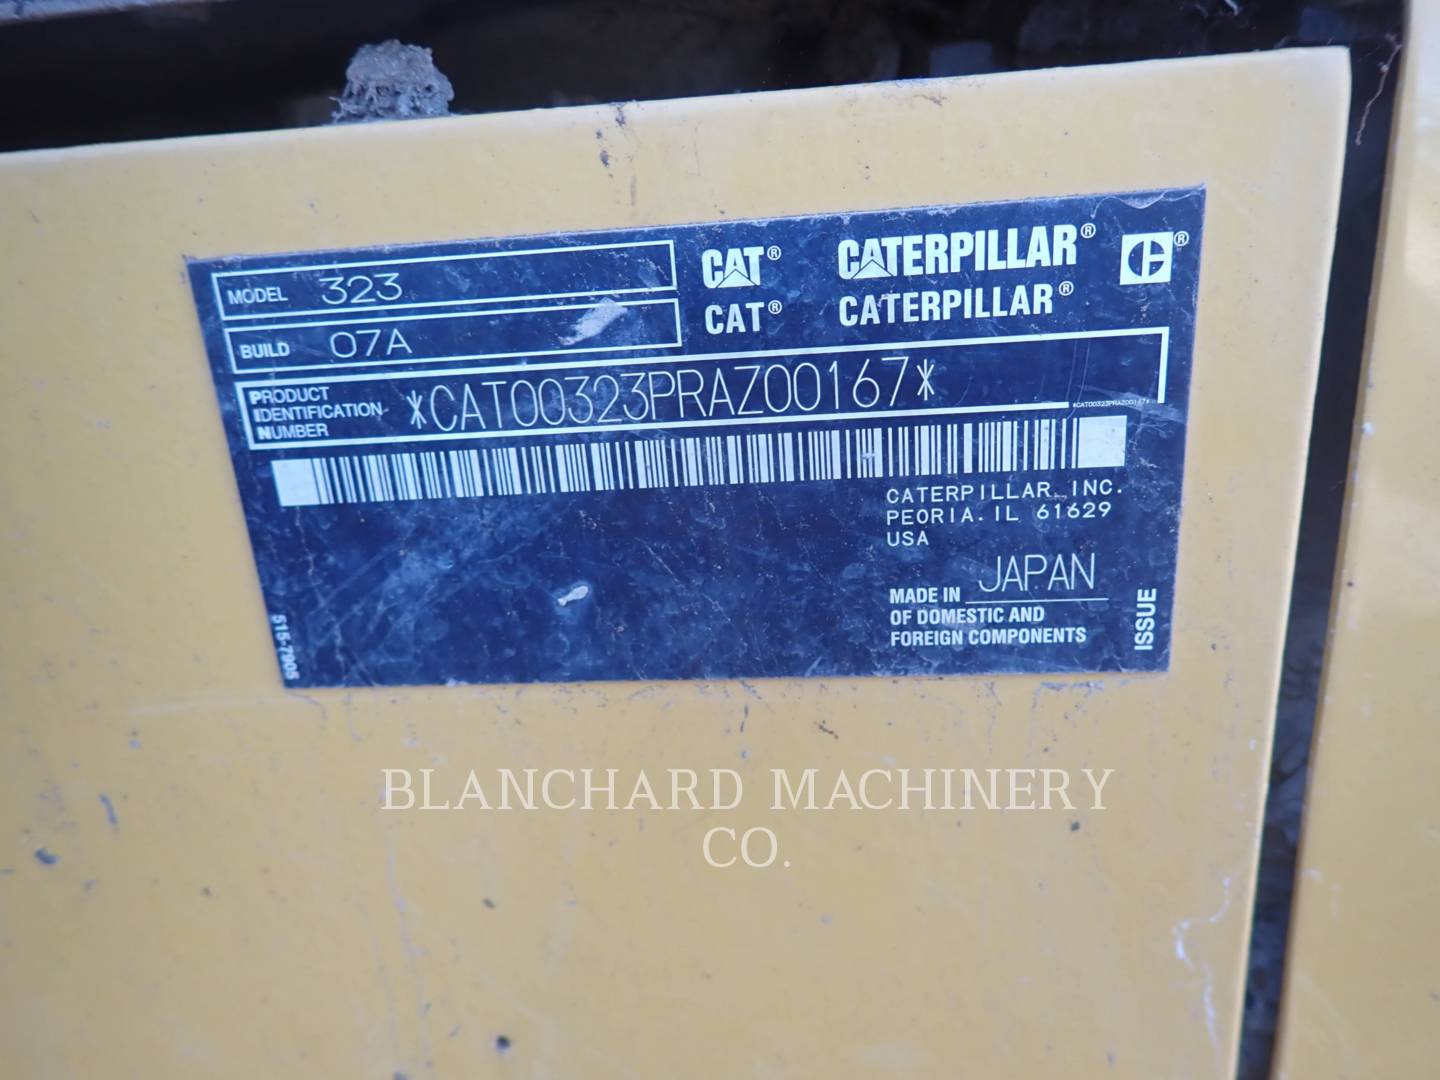 MODEL 323
BUILD 07A
PRODUCT IDENTIFICATION NUMBER *CAT00323PRAZ00167*
*CAT00323PRAZ00167*
CAT® CATERPILLAR® ®
CAT® CATERPILLAR®
CATERPILLAR INC.
PEORIA. IL 61629
USA
MADE IN JAPAN
OF DOMESTIC AND
FOREIGN COMPONENTS
ISSUE
515-7905
BLANCHARD MACHINERY
CO.